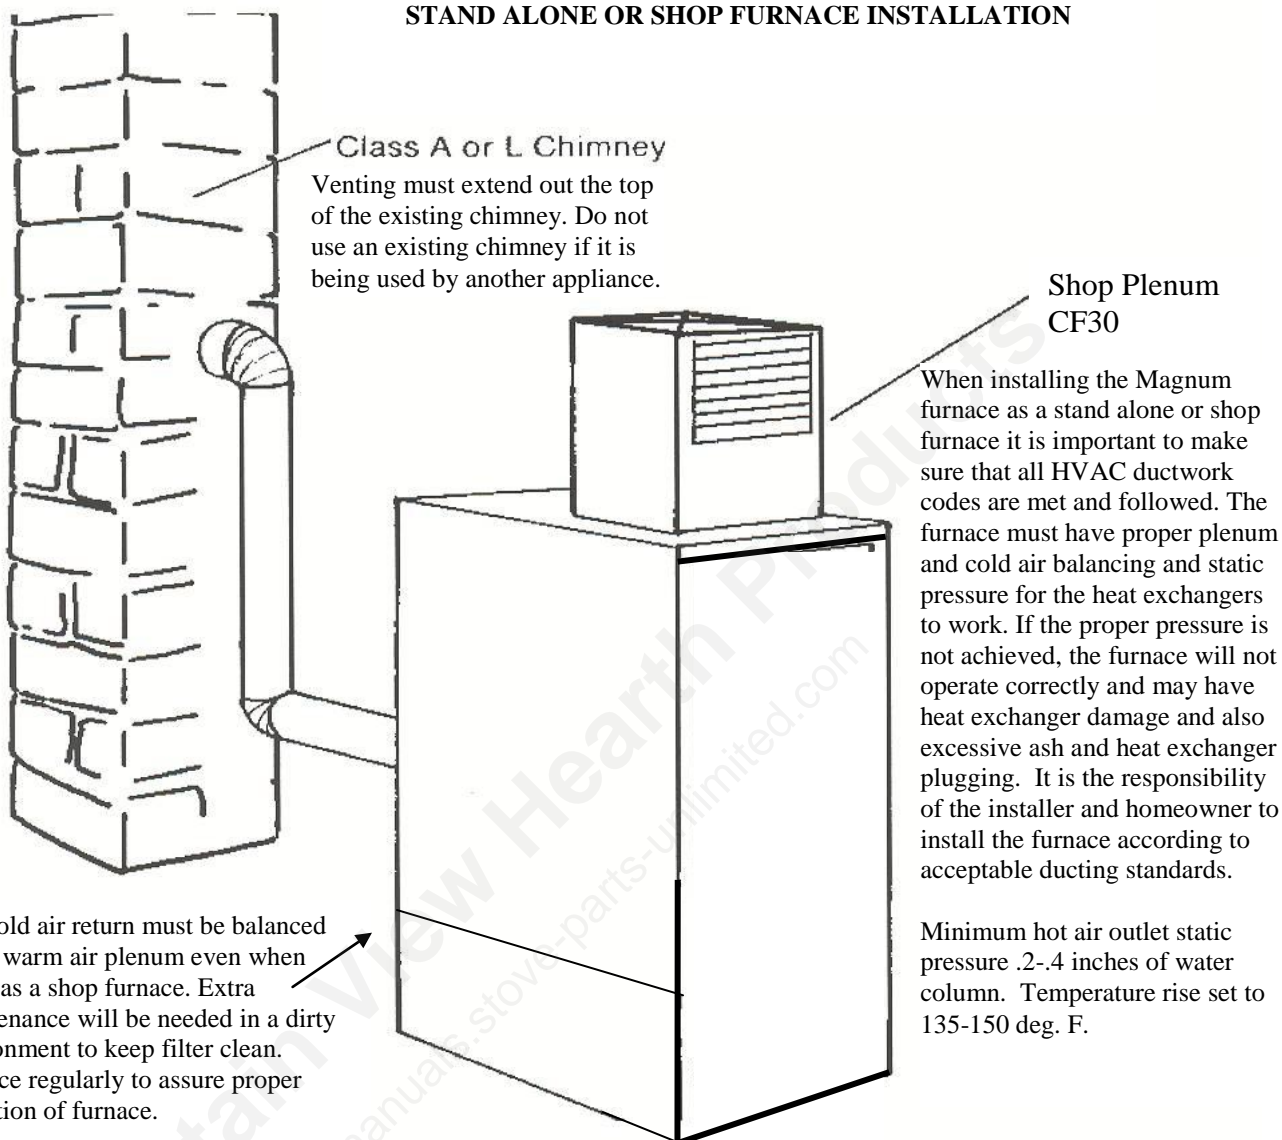 STAND ALONE OR SHOP FURNACE INSTALLATION
Class A or L Chimney
Venting must extend out the top
of the existing chimney. Do not
use an existing chimney if it is
being used by another appliance.
Shop Plenum
CF30
When installing the Magnum
furnace as a stand alone or shop
furnace it is important to make
sure that all HVAC ductwork
codes are met and followed. The
furnace must have proper plenum
and cold air balancing and static
pressure for the heat exchangers
to work. If the proper pressure is
not achieved, the furnace will not
operate correctly and may have
heat exchanger damage and also
excessive ash and heat exchanger
plugging. It is the responsibility
of the installer and homeowner to
install the furnace according to
acceptable ducting standards.
Minimum hot air outlet static
pressure .2-.4 inches of water
column. Temperature rise set to
135-150 deg. F.
old air return must be balanced
warm air plenum even when
as a shop furnace. Extra
enance will be needed in a dirty
onment to keep filter clean.
ce regularly to assure proper
tion of furnace.
tain View Hearth Products
manuals.stove-parts-unlimited.com